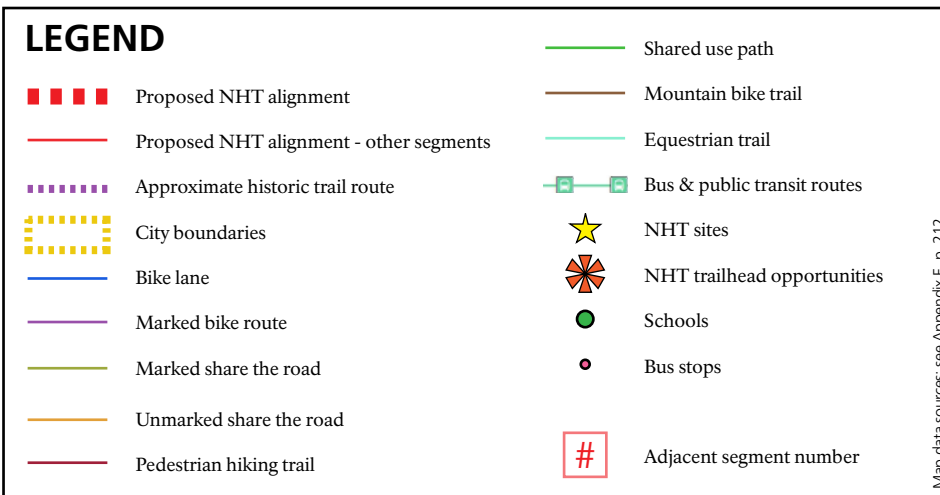 LEGEND
Proposed NHT alignment
Proposed NHT alignment - other segments
Approximate historic trail route
City boundaries
Bike lane
Marked bike route
Marked share the road
Unmarked share the road
Pedestrian hiking trail
Shared use path
Mountain bike trail
Equestrian trail
Bus & public transit routes
NHT sites
NHT trailhead opportunities
Schools
Bus stops
#
Adjacent segment number
Map data sources: see Appendix E, p. 212